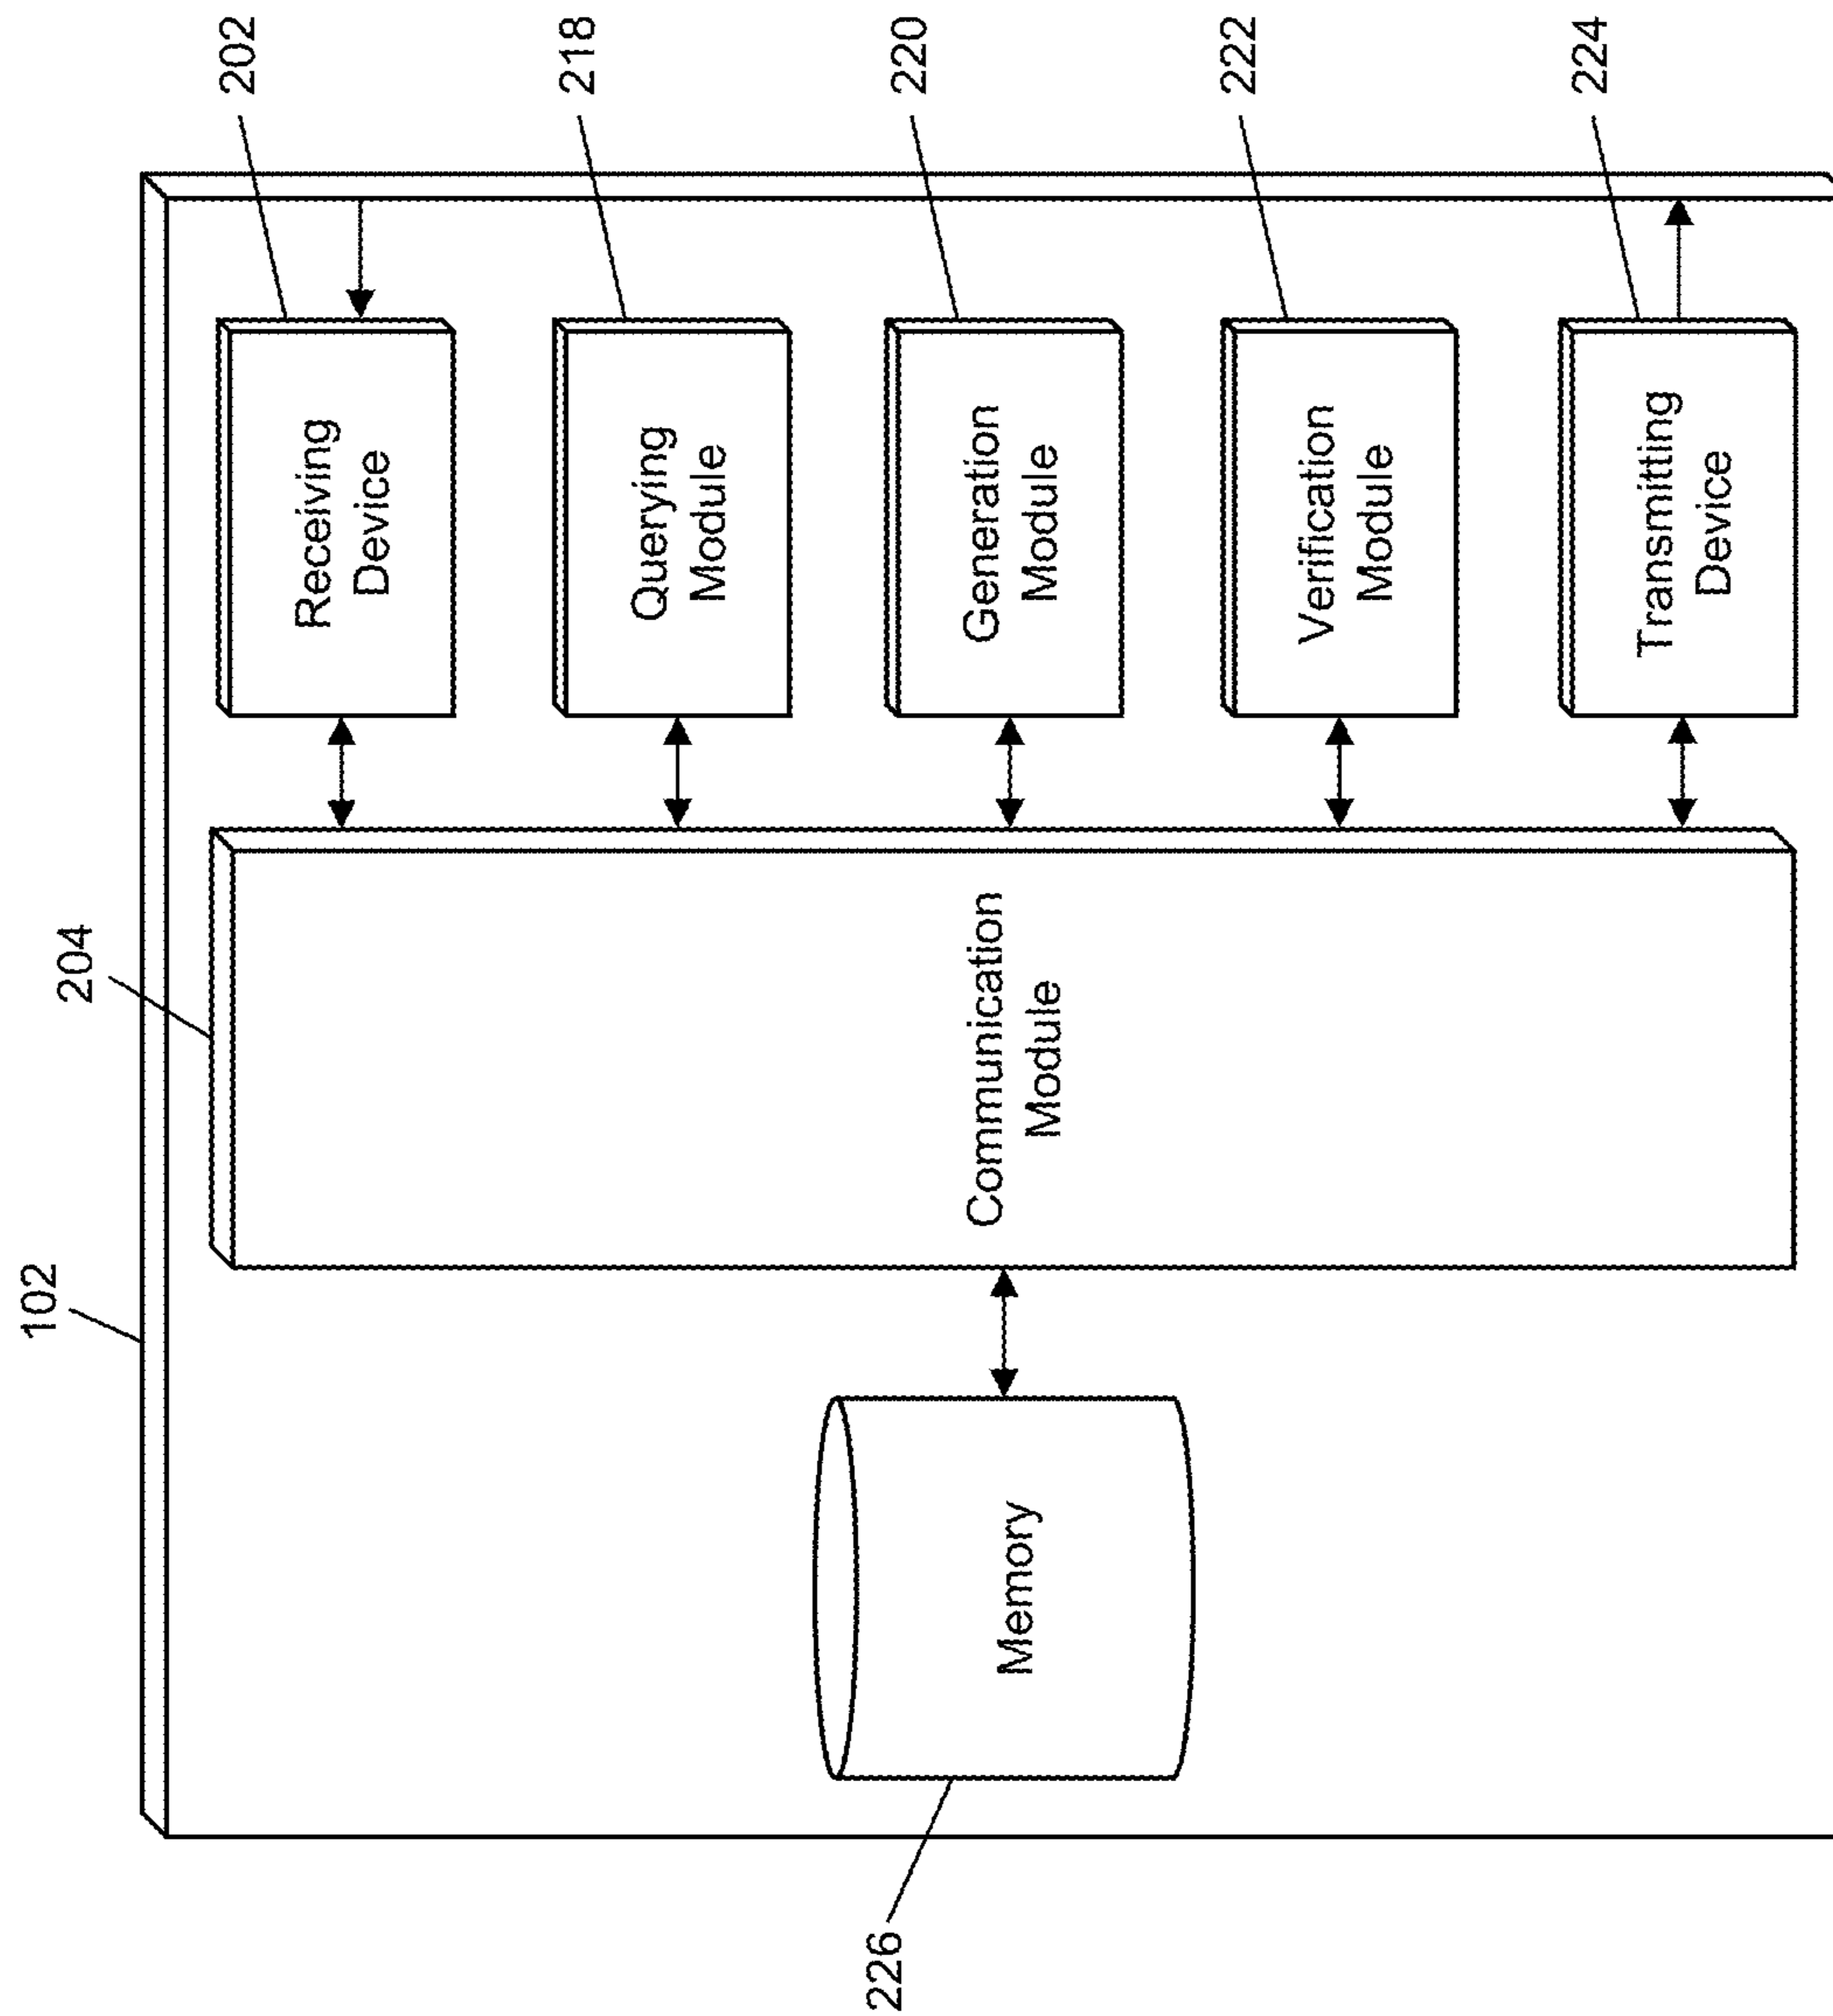 102
204
202
Receiving
Device
218
Querying
Module
220
Generation
Module
222
Verification
Module
224
Transmitting
Device
Communication
Module
Memory
226